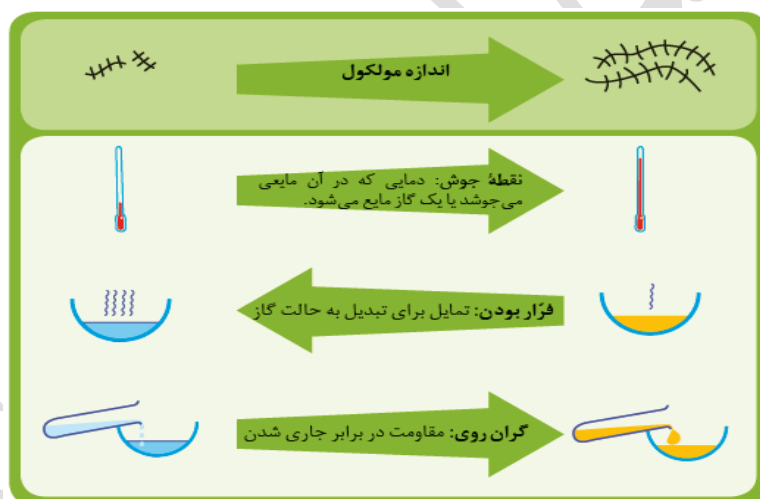 اندازه مولکول
نقطۀ جوش: دمایی که در آن مایعی
می‌جوشد یا یک گاز مایع می‌شود.
فرّار بودن: تمایل برای تبدیل به حالت گاز
گران روی: مقاومت در برابر جاری شدن